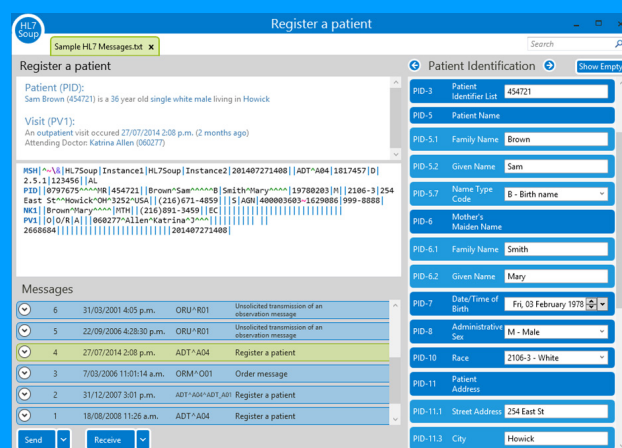 HL7
Soup
Register a patient
Sample HL7 Messages.txt x
Search
Register a patient
Patient (PID):
Sam Brown (454721) is a 36 year old single white male living in Howick
Visit (PV1):
An outpatient visit occured 27/07/2014 2:08 p.m. (2 months ago)
Attending Doctor: Katrina Allen (060277)
MSH|^~\&|HL7Soup|Instance1|HL7Soup|Instance2|201407271408||ADT^A04|1817457|D|
2.5.1|123456||AL
PID||0797675^^^^MR|454721||Brown^Sam^^^^^B|Smith^Mary^^^^|19780203|M||2106-3|254
East St^^Howick^OH^3252^USA||(216)671-4859|||S|AGN|400003603~1629086|999-8888|
NK1||Brown^Mary^^^^|MTH||(216)891-3459||EC|||||||||||||||||||||||||||
PV1||O|O/R|A|||060277^Allen^Katrina^J^^^||||||||||| ||
2668684|||||||||||||||||||||||||201407271408|
Messages
6 31/03/2001 4:05 p.m. ORU^R01 Unsolicited transmission of an
observation message
5 22/09/2006 4:28:30 p.m. ORU^R01 Unsolicited transmission of an
observation message
4 27/07/2014 2:08 p.m. ADT^A04 Register a patient
3 7/03/2006 11:01:14 a.m. ORM^O01 Order message
2 31/12/2007 3:01 p.m. ADT^A04^ADT_A01 Register a patient
1 18/08/2008 11:26 a.m. ADT^A04 Register a patient
Send Receive
Patient Identification Show Empty
PID-3 Patient
Identifier List 454721
PID-5 Patient Name
PID-5.1 Family Name Brown
PID-5.2 Given Name Sam
PID-5.7 Name Type
Code B - Birth name
PID-6 Mother's
Maiden Name
PID-6.1 Family Name Smith
PID-6.2 Given Name Mary
PID-7 Date/Time of
Birth Fri, 03 February 1978
PID-8 Administrative
Sex M - Male
PID-10 Race 2106-3 - White
PID-11 Patient
Address
PID-11.1 Street Address 254 East St
PID-11.3 City Howick